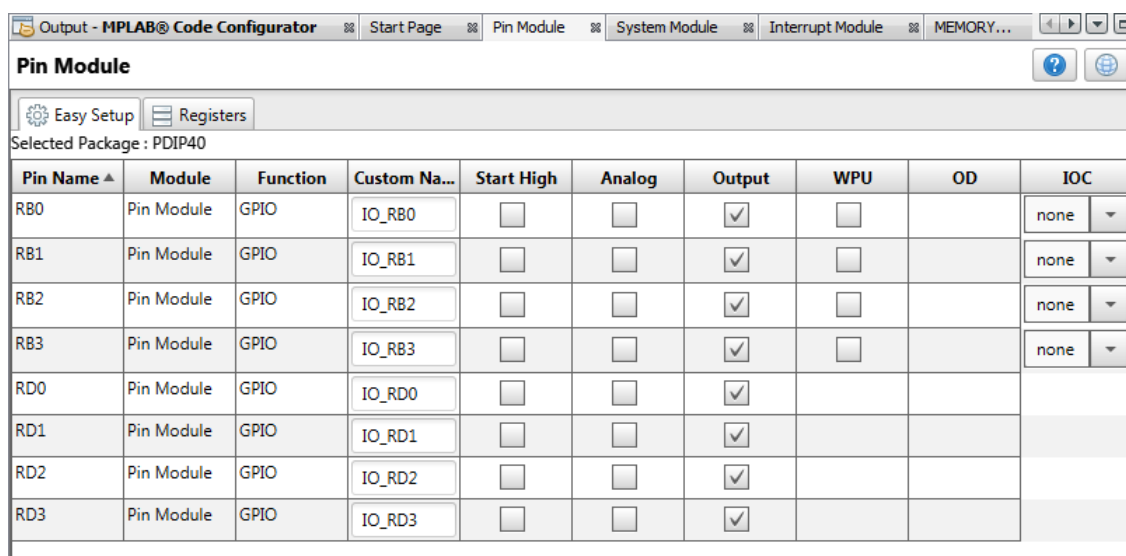 Output - MPLAB® Code Configurator Start Page Pin Module System Module Interrupt Module MEMORY...
Pin Module
Easy Setup Registers
Selected Package : PDIP40
Pin Name Module Function Custom Na... Start High Analog Output WPU OD IOC
RB0 Pin Module GPIO IO_RB0 none
RB1 Pin Module GPIO IO_RB1 none
RB2 Pin Module GPIO IO_RB2 none
RB3 Pin Module GPIO IO_RB3 none
RD0 Pin Module GPIO IO_RD0
RD1 Pin Module GPIO IO_RD1
RD2 Pin Module GPIO IO_RD2
RD3 Pin Module GPIO IO_RD3